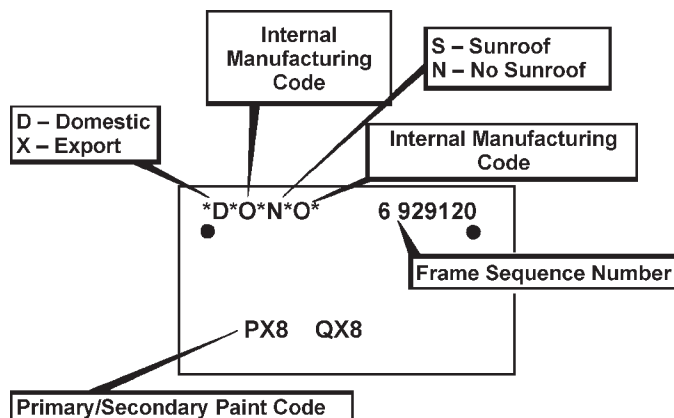 Internal
Manufacturing
Code
S – Sunroof
N – No Sunroof
D – Domestic
X – Export
Internal Manufacturing
Code
*D*O*N*O*
6 929120
Frame Sequence Number
PX8 QX8
Primary/Secondary Paint Code